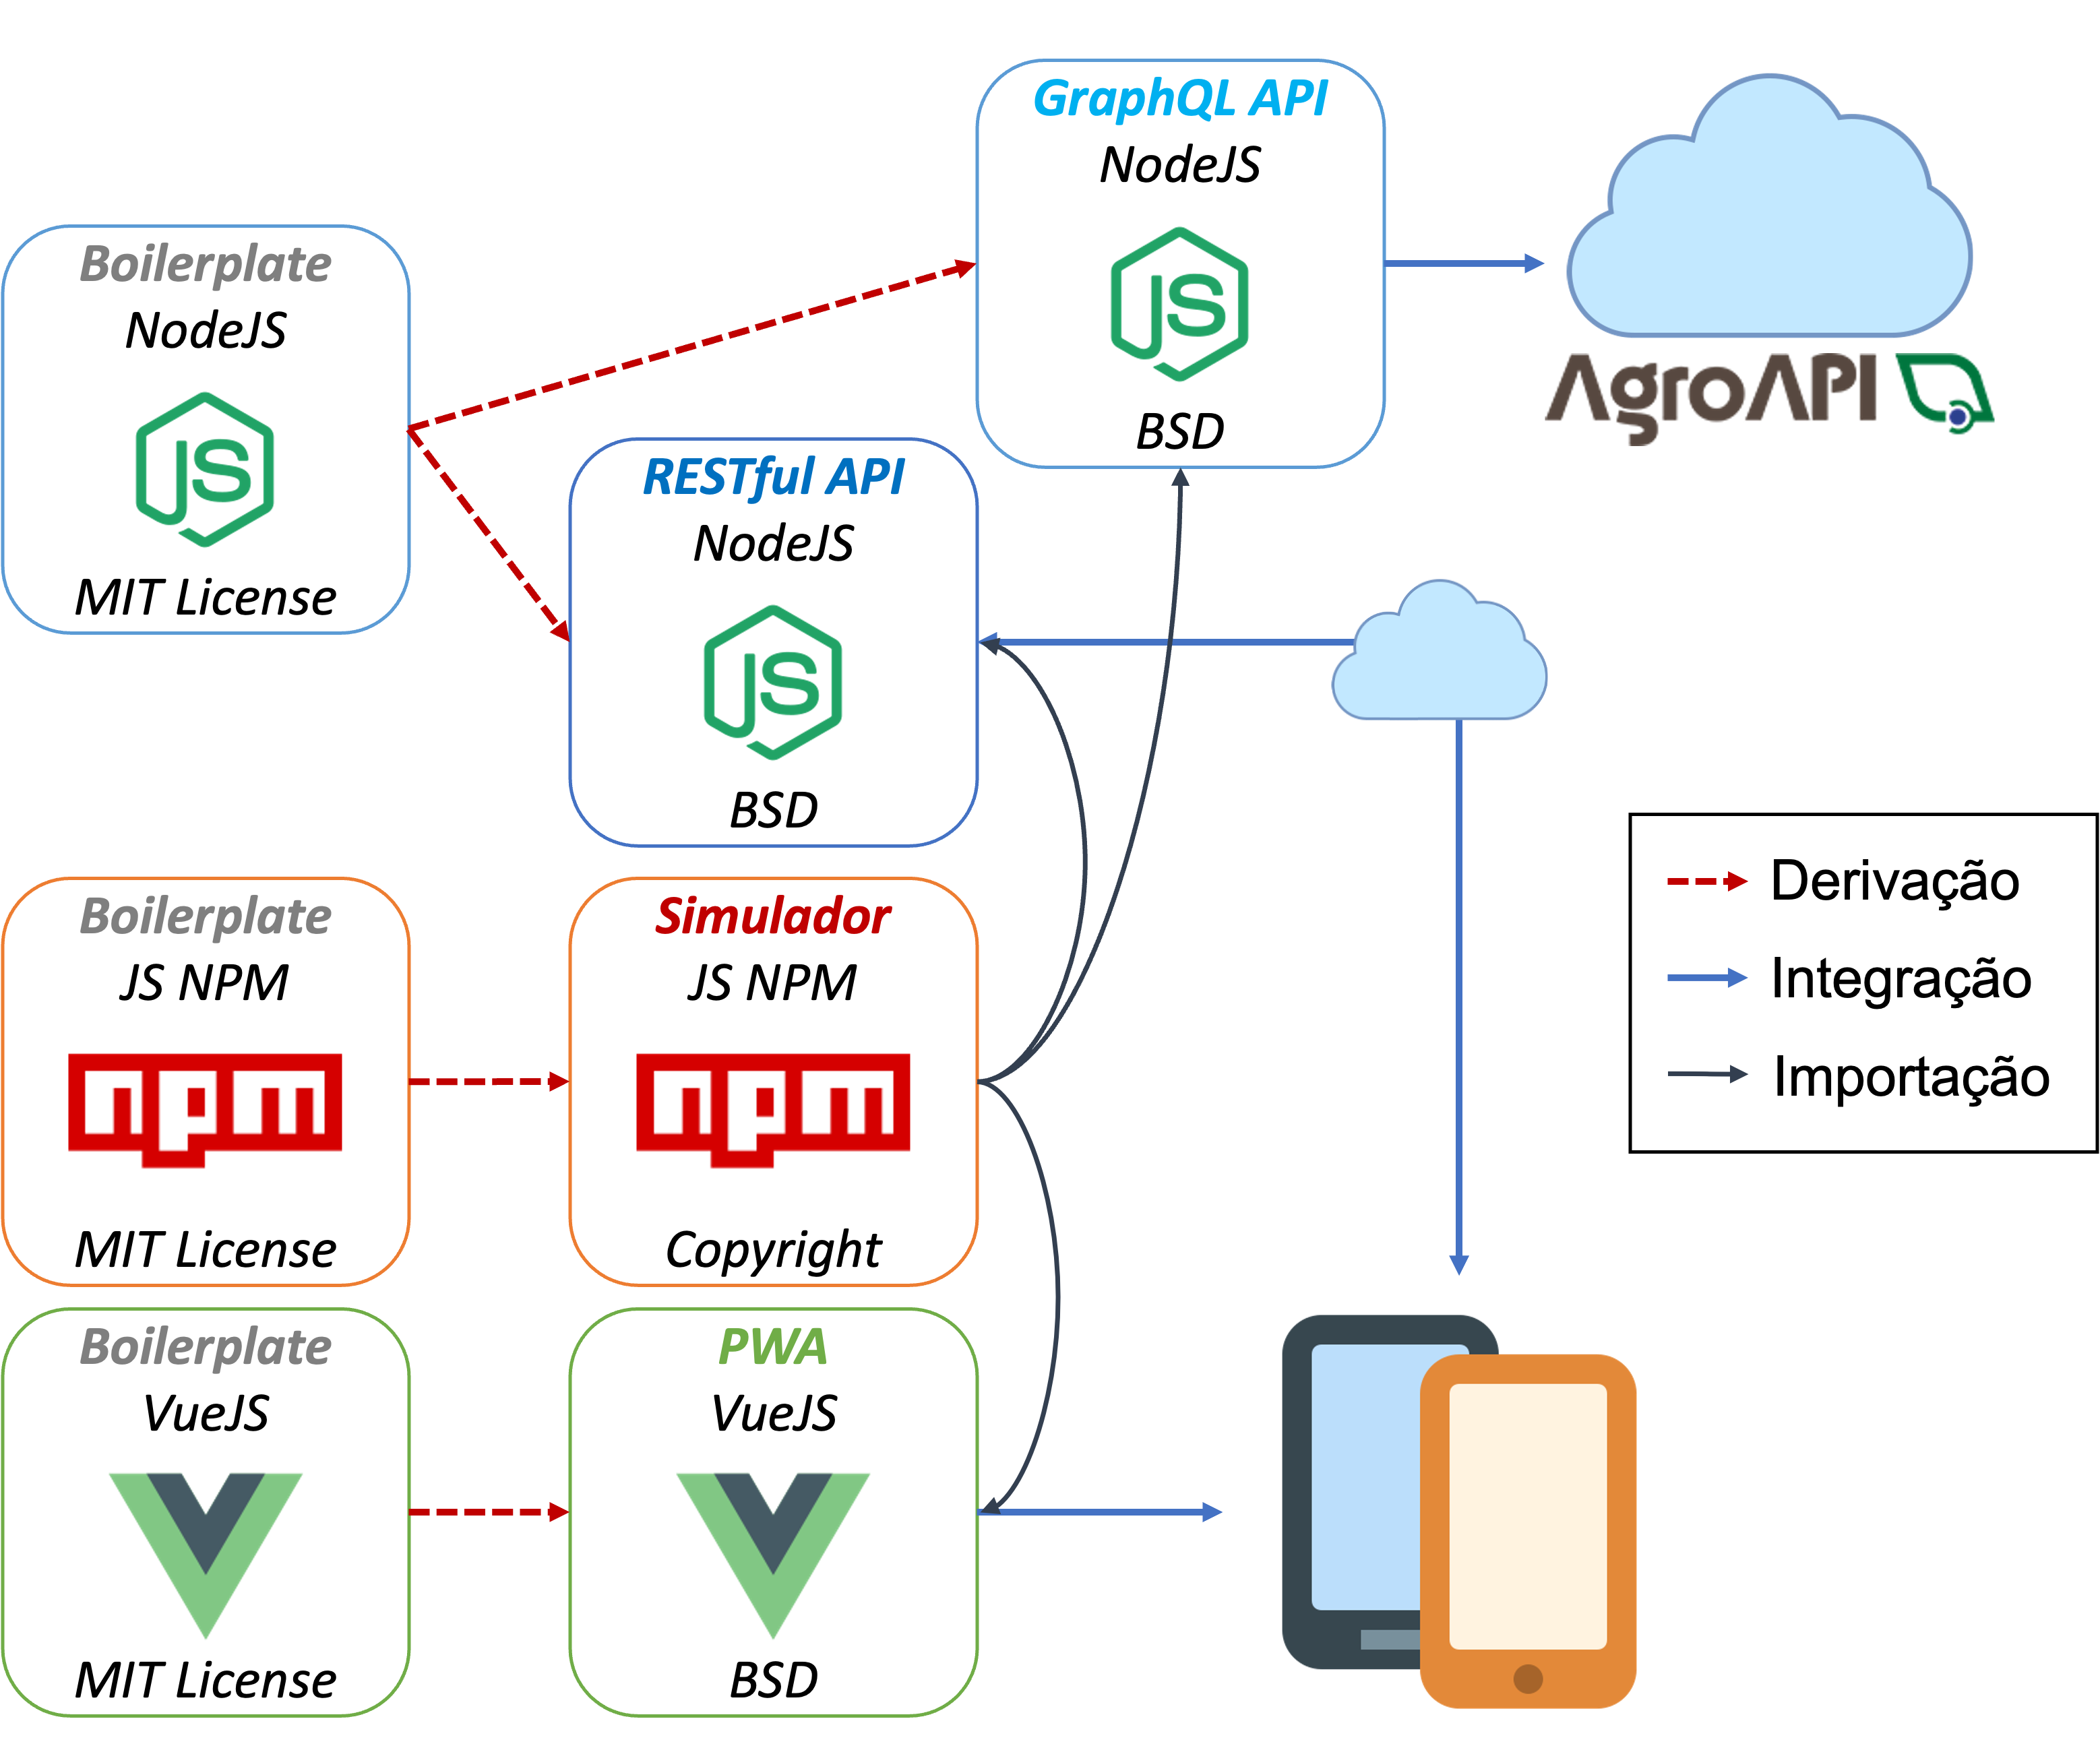 GraphQL API
NodeJS
JS
BSD
AgroAPI
Boilerplate
NodeJS
JS
MIT License
RESTful API
NodeJS
JS
BSD
Boilerplate
JS NPM
npm
MIT License
Simulador
JS NPM
npm
Copyright
Derivação
Integração
Importação
Boilerplate
VueJS
MIT License
PWA
VueJS
BSD